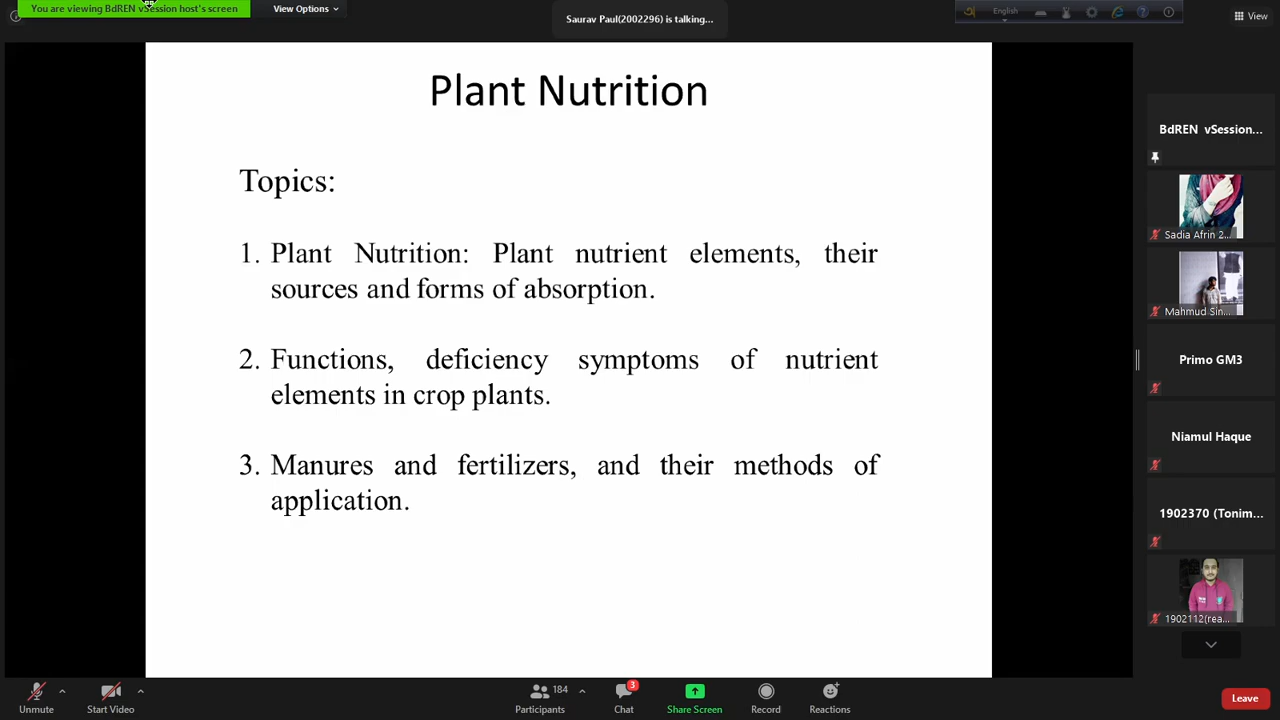 You are viewing BdREN vSession host's screen
View Options
Saurav Paul(2002296) is talking...
English
View
Plant Nutrition
Topics:
1. Plant Nutrition: Plant nutrient elements, their
sources and forms of absorption.
2. Functions, deficiency symptoms of nutrient
elements in crop plants.
3. Manures and fertilizers, and their methods of
application.
BdREN vSession...
Sadia Afrin 2...
Mahmud Sin...
Primo GM3
Niamul Haque
1902370 (Tonim...
1902112(rea...
Unmute
Start Video
184
Participants
3
Chat
Share Screen
Record
Reactions
Leave